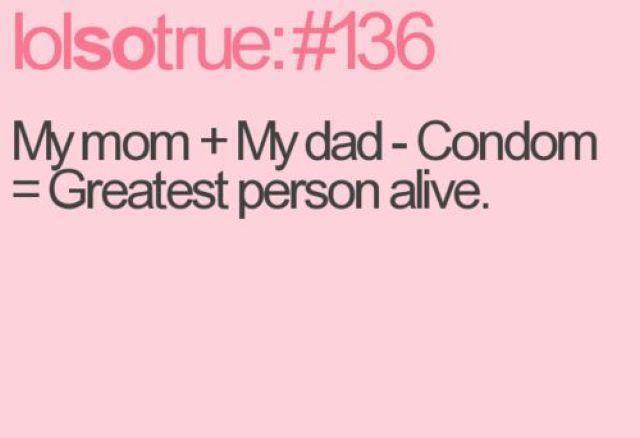 lolsotrue: #136
My mom + My dad - Condom
= Greatest person alive.